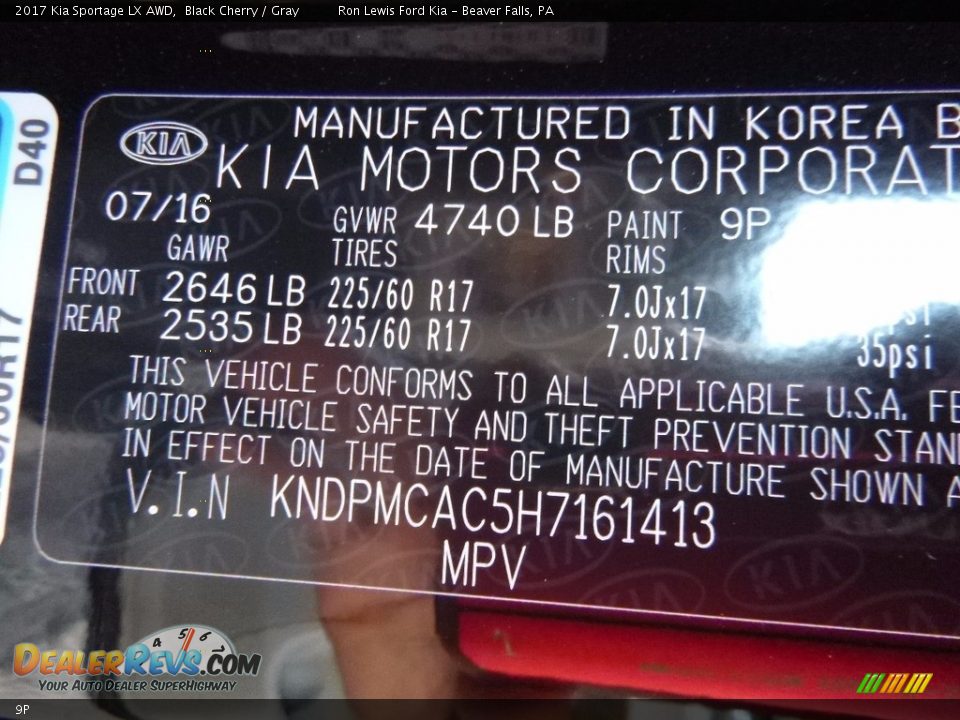 2017 Kia Sportage LX AWD, Black Cherry / Gray Ron Lewis Ford Kia - Beaver Falls, PA
D40
KIA
MANUFACTURED IN KOREA B
KIA MOTORS CORPORAT
07/16 GVWR 4740 LB PAINT 9P
GAWR TIRES RIMS
FRONT 2646 LB 225/60 R17 7.0Jx17 psi
REAR 2535 LB 225/60 R17 7.0Jx17 35psi
THIS VEHICLE CONFORMS TO ALL APPLICABLE U.S.A. FE
MOTOR VEHICLE SAFETY AND THEFT PREVENTION STAN
IN EFFECT ON THE DATE OF MANUFACTURE SHOWN A
V.I.N KNDPMCAC5H7161413
MPV
4 5 6
DEALERREVS.COM
YOUR AUTO DEALER SUPERHIGHWAY
9P